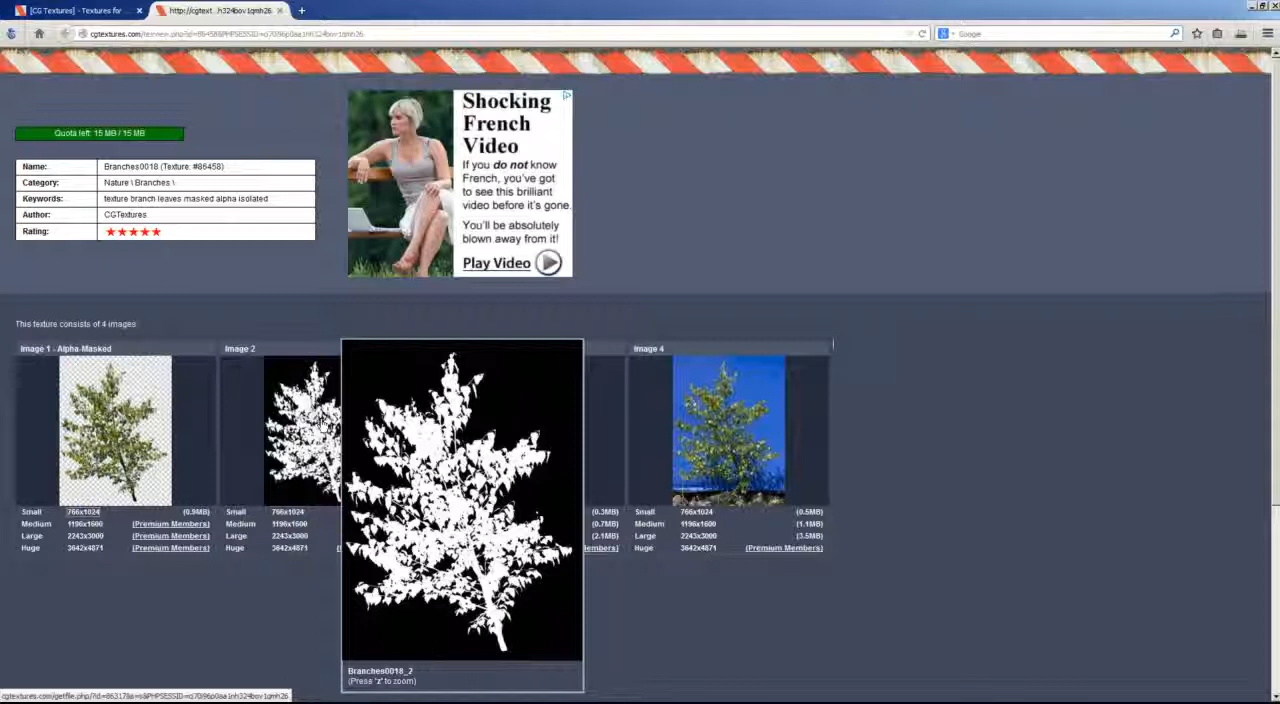 [CG Textures] - Textures for
http://cgtext...h324bov1qmh26
Google
Quota left: 15 MB / 15 MB
Name: Branches0018 (Texture: #86458)
Category: Nature \ Branches \
Keywords: texture branch leaves masked alpha isolated
Author: CGTextures
Rating: ★★★★★
Shocking
French
Video
If you do not know
French, you've got
to see this brilliant
video before it's gone.
You'll be absolutely
blown away from it!
Play Video
This texture consists of 4 images
Image 1 - Alpha-Masked
Small 766x1024 (0.9MB)
Medium 1196x1600 (Premium Members)
Large 2243x3000 (Premium Members)
Huge 3642x4871 (Premium Members)
Image 2
Small 766x1024
Medium 1196x1600
Large 2243x3000
Huge 3642x4871
(0.3MB)
(0.7MB)
(2.1MB)
Image 4
Small 766x1024 (0.5MB)
Medium 1196x1600 (1.1MB)
Large 2243x3000 (3.5MB)
Huge 3642x4871 (Premium Members)
Branches0018_2
(Press 'z' to zoom)